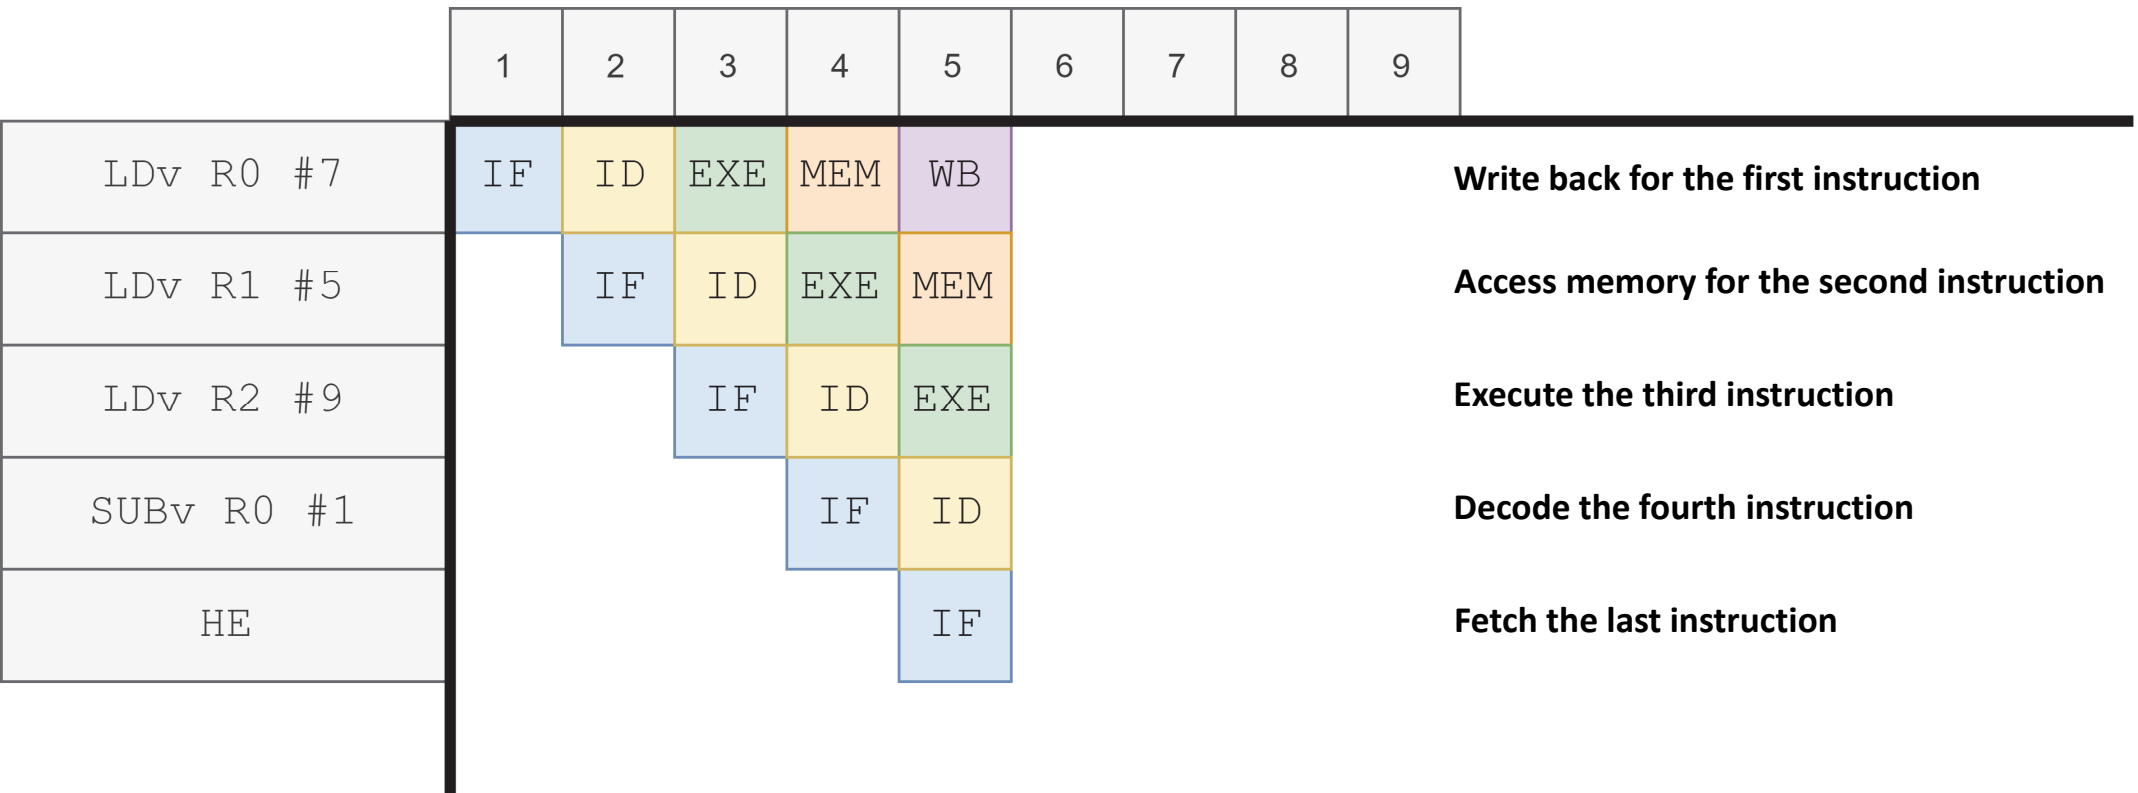 1 2 3 4 5 6 7 8 9
LDv R0 #7 IF ID EXE MEM WB Write back for the first instruction
LDv R1 #5 IF ID EXE MEM Access memory for the second instruction
LDv R2 #9 IF ID EXE Execute the third instruction
SUBv R0 #1 IF ID Decode the fourth instruction
HE IF Fetch the last instruction